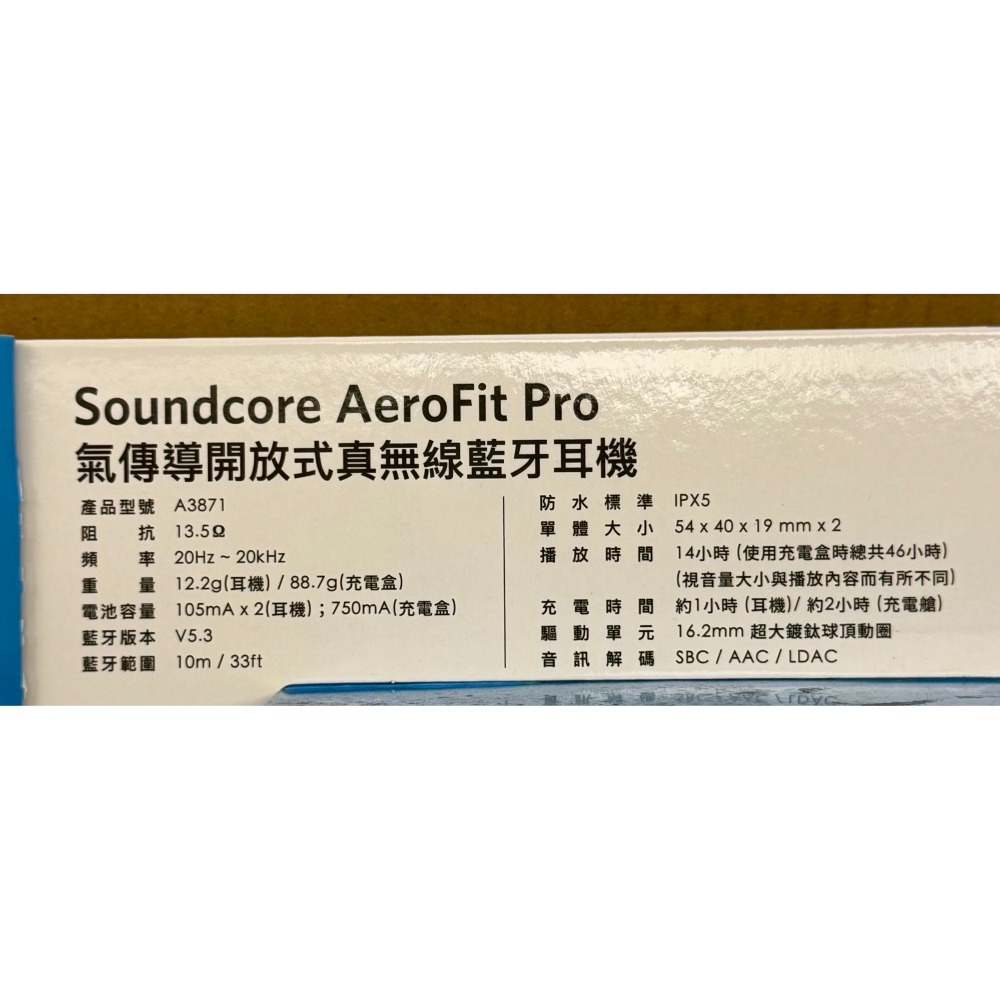 Soundcore AeroFit Pro
氣傳導開放式真無線藍牙耳機
產品型號 A3871
阻抗 13.5Ω
頻率 20Hz ~ 20kHz
重量 12.2g(耳機) / 88.7g(充電盒)
電池容量 105mA x 2(耳機)；750mA(充電盒)
藍牙版本 V5.3
藍牙範圍 10m / 33ft
防水標準 IPX5
單體大小 54 x 40 x 19 mm x 2
播放時間 14小時 (使用充電盒時總共46小時)
(視音量大小與播放內容而有所不同)
充電時間 約1小時 (耳機)/ 約2小時 (充電艙)
驅動單元 16.2mm 超大鍍鈦球頂動圈
音訊解碼 SBC / AAC / LDAC